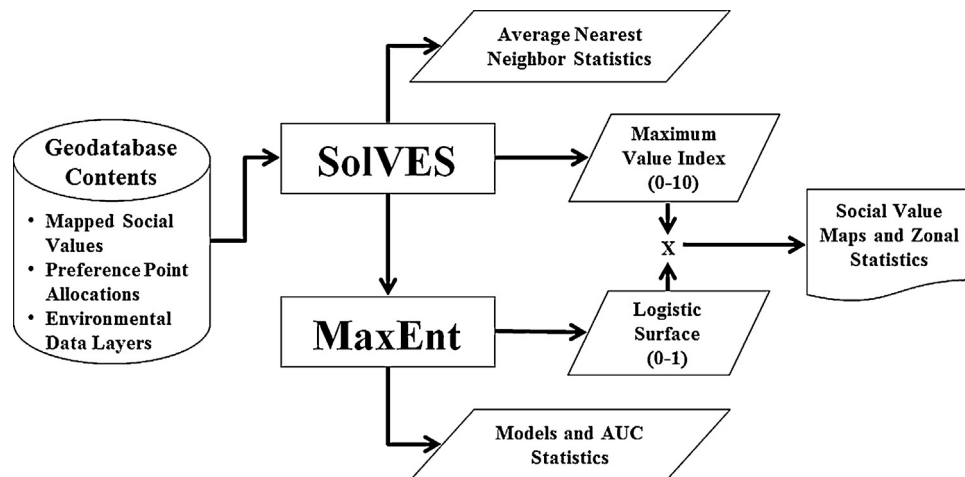 Average Nearest
Neighbor Statistics
Geodatabase
Contents
• Mapped Social
Values
• Preference Point
Allocations
• Environmental
Data Layers
SolVES
Maximum
Value Index
(0-10)
x
Social Value
Maps and Zonal
Statistics
MaxEnt
Logistic
Surface
(0-1)
Models and AUC
Statistics